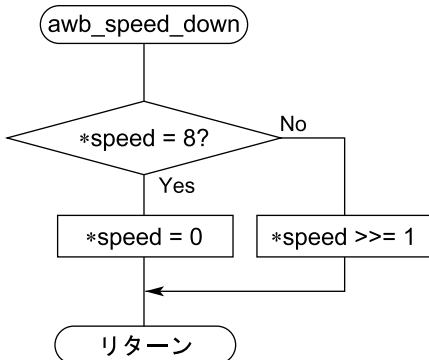 awb_speed_down
*speed = 8?
No
Yes
*speed = 0
*speed >>= 1
リターン